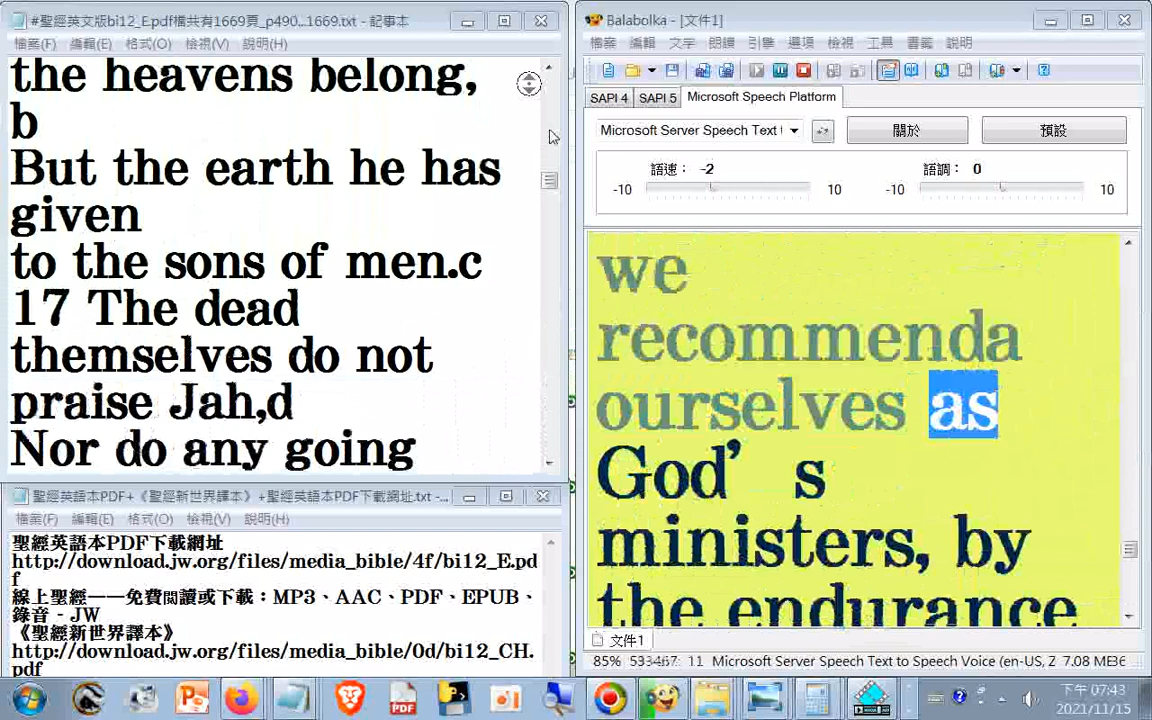 #聖經英文版bi12_E.pdf檔共有1669頁_p490...1669.txt - 記事本
檔案(F) 編輯(E) 格式(O) 檢視(V) 說明(H)
the heavens belong,
b
But the earth he has
given
to the sons of men.c
17 The dead
themselves do not
praise Jah,d
Nor do any going
聖經英語本PDF+《聖經新世界譯本》+聖經英語本PDF下載網址.txt - ...
檔案(F) 編輯(E) 格式(O) 檢視(V) 說明(H)
聖經英語本PDF下載網址
http://download.jw.org/files/media_bible/4f/bi12_E.pd
f
線上聖經——免費閱讀或下載：MP3、AAC、PDF、EPUB、
錄音 - JW
《聖經新世界譯本》
http://download.jw.org/files/media_bible/0d/bi12_CH.
pdf
Balabolka - [文件1]
檔案 編輯 文字 朗讀 引擎 選項 檢視 工具 書籤 說明
SAPI 4 SAPI 5 Microsoft Speech Platform
Microsoft Server Speech Text 關於 預設
語速： -2 語調： 0
-10 10 -10 10
we
recommenda
ourselves as
God’s
ministers, by
the endurance
文件1
85% 533467: 11 Microsoft Server Speech Text to Speech Voice (en-US, Z 7.08 MB
下午 07:43
2021/11/15